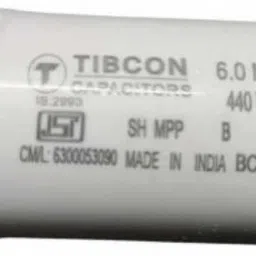 TIBCON 6.0
CAPACITORS 440
IS.2993
ISI SH MPP B
CM/L: 6300053090 MADE IN INDIA BC